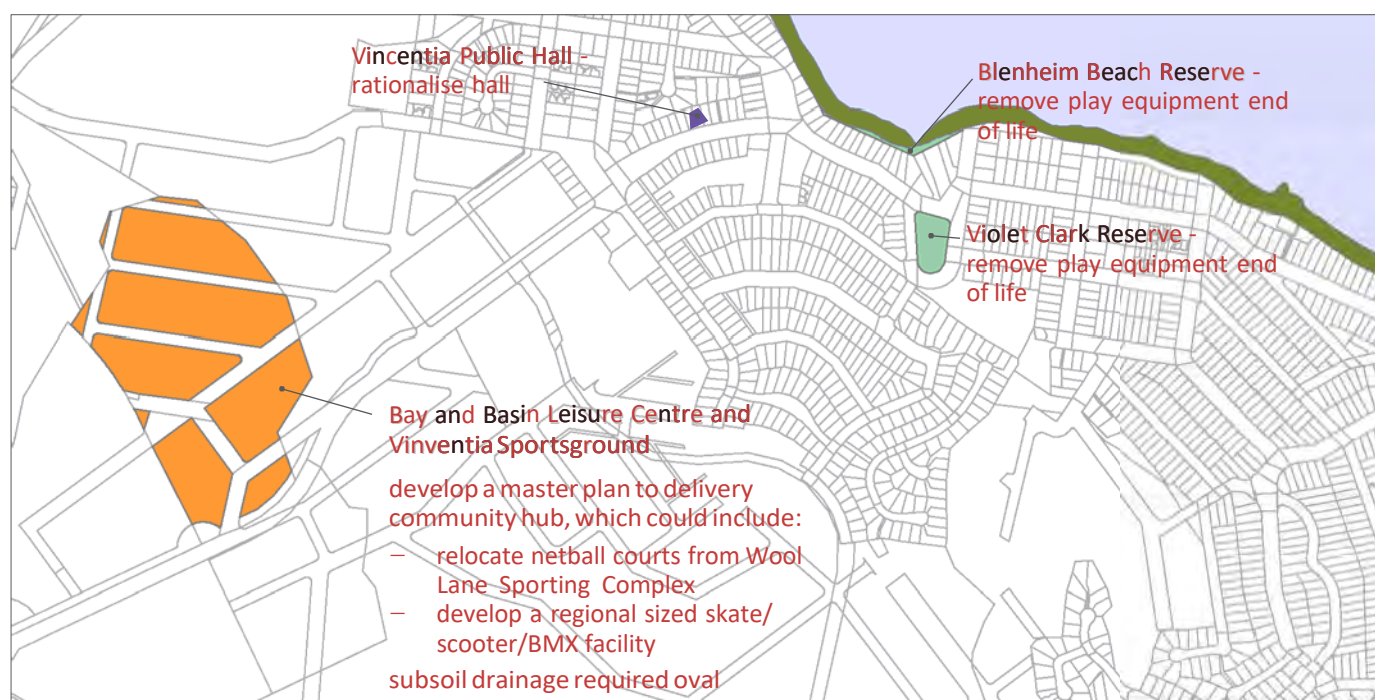 Vincentia Public Hall -
rationalise hall
Blenheim Beach Reserve -
remove play equipment end
of life
Violet Clark Reserve -
remove play equipment end
of life
Bay and Basin Leisure Centre and
Vinventia Sportsground
develop a master plan to delivery
community hub, which could include:
– relocate netball courts from Wool
Lane Sporting Complex
– develop a regional sized skate/
scooter/BMX facility
subsoil drainage required oval